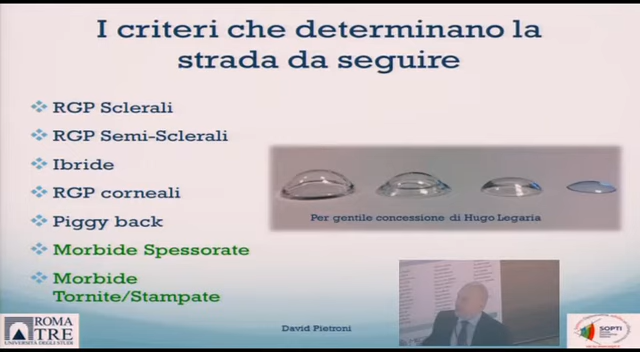 I criteri che determinano la
strada da seguire
RGP Sclerali
RGP Semi-Sclerali
Ibride
RGP corneali
Piggy back
Morbide Spessorate
Morbide
Tornite/Stampate
Per gentile concessione di Hugo Legaria
David Pietroni
ROMA
TRE
UNIVERSITÀ DEGLI STUDI
SOPTI